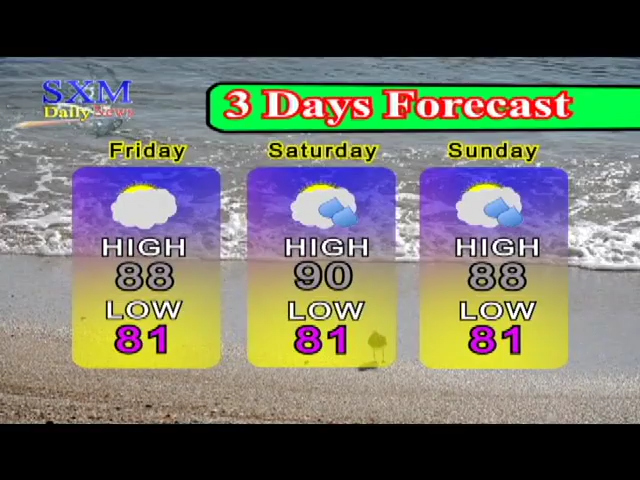 SXM
Daily News
3 Days Forecast
Friday Saturday Sunday
HIGH HIGH HIGH
88 90 88
LOW LOW LOW
81 81 81